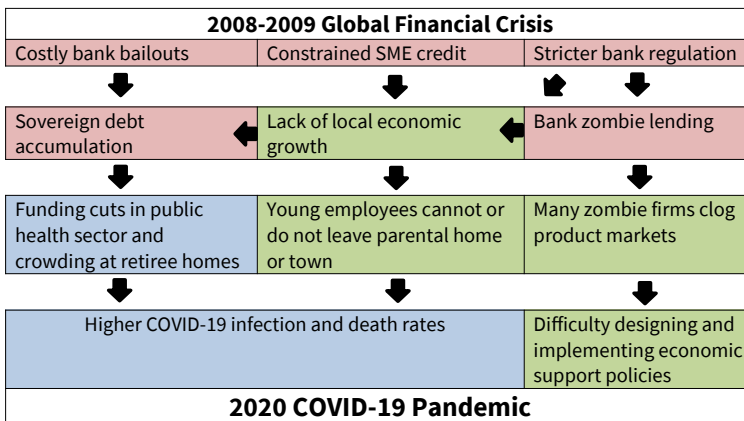 2008-2009 Global Financial Crisis
Costly bank bailouts
Constrained SME credit
Stricter bank regulation
Sovereign debt
accumulation
Lack of local economic
growth
Bank zombie lending
Funding cuts in public
health sector and
crowding at retiree homes
Young employees cannot or
do not leave parental home
or town
Many zombie firms clog
product markets
Higher COVID-19 infection and death rates
Difficulty designing and
implementing economic
support policies
2020 COVID-19 Pandemic